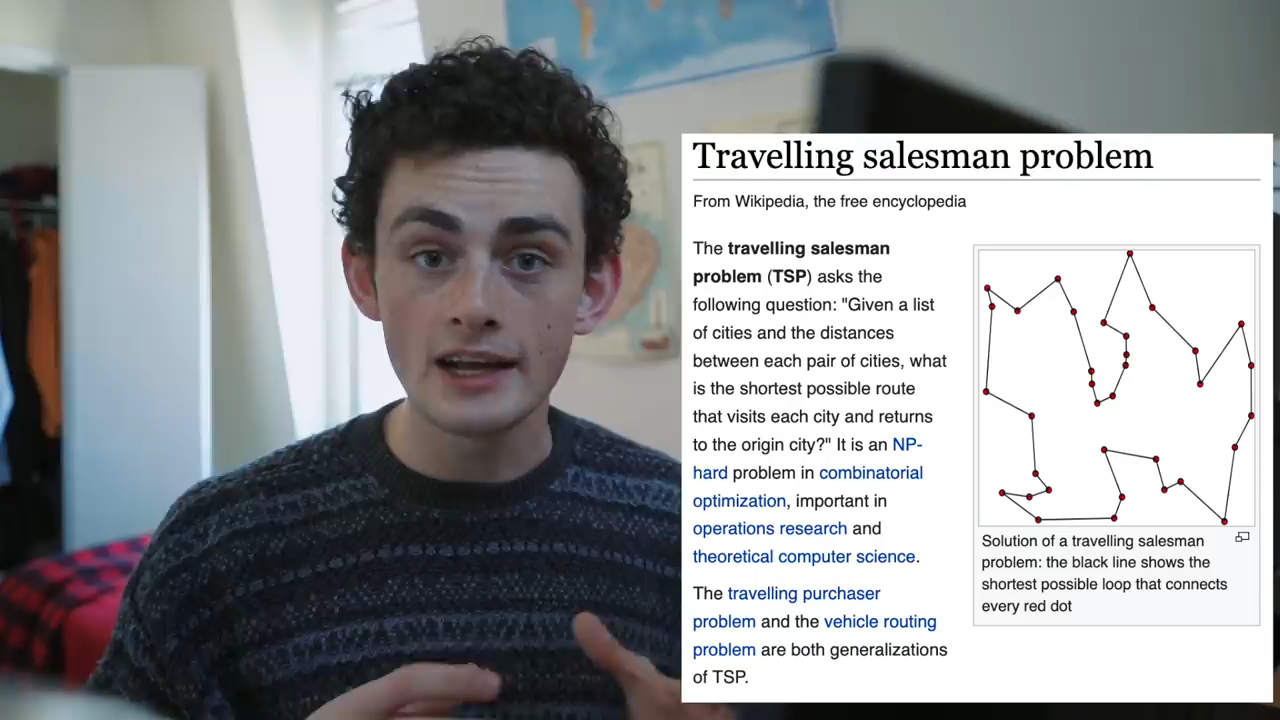 Travelling salesman problem
From Wikipedia, the free encyclopedia
The travelling salesman
problem (TSP) asks the
following question: "Given a list
of cities and the distances
between each pair of cities, what
is the shortest possible route
that visits each city and returns
to the origin city?" It is an NP-
hard problem in combinatorial
optimization, important in
operations research and
theoretical computer science.
The travelling purchaser
problem and the vehicle routing
problem are both generalizations
of TSP.
Solution of a travelling salesman
problem: the black line shows the
shortest possible loop that connects
every red dot